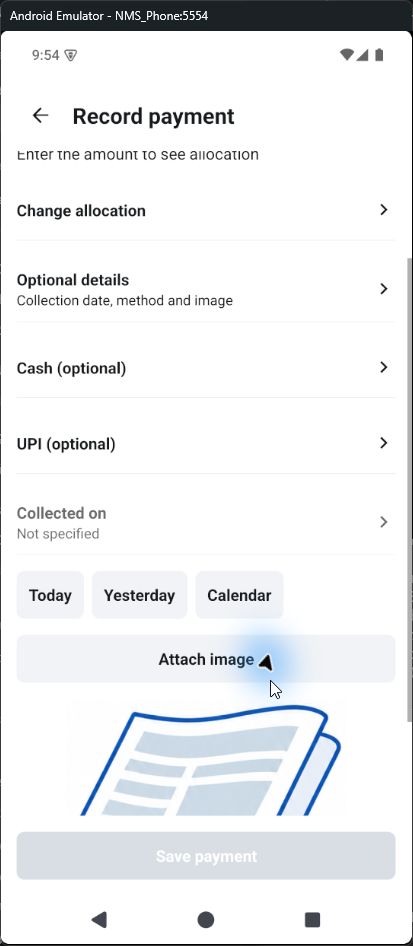 Android Emulator - NMS_Phone:5554
9:54
Record payment
Enter the amount to see allocation
Change allocation
Optional details
Collection date, method and image
Cash (optional)
UPI (optional)
Collected on
Not specified
Today Yesterday Calendar
Attach image
Save payment